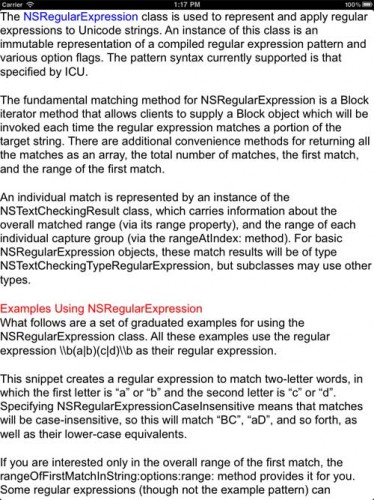 Carrier 1:17 PM 100%
The NSRegularExpression class is used to represent and apply regular
expressions to Unicode strings. An instance of this class is an
immutable representation of a compiled regular expression pattern and
various option flags. The pattern syntax currently supported is that
specified by ICU.
The fundamental matching method for NSRegularExpression is a Block
iterator method that allows clients to supply a Block object which will be
invoked each time the regular expression matches a portion of the
target string. There are additional convenience methods for returning all
the matches as an array, the total number of matches, the first match,
and the range of the first match.
An individual match is represented by an instance of the
NSTextCheckingResult class, which carries information about the
overall matched range (via its range property), and the range of each
individual capture group (via the rangeAtIndex: method). For basic
NSRegularExpression objects, these match results will be of type
NSTextCheckingTypeRegularExpression, but subclasses may use other
types.
Examples Using NSRegularExpression
What follows are a set of graduated examples for using the
NSRegularExpression class. All these examples use the regular
expression \\b(a|b)(c|d)\\b as their regular expression.
This snippet creates a regular expression to match two-letter words, in
which the first letter is “a” or “b” and the second letter is “c” or “d”.
Specifying NSRegularExpressionCaseInsensitive means that matches
will be case-insensitive, so this will match “BC”, “aD”, and so forth, as
well as their lower-case equivalents.
If you are interested only in the overall range of the first match, the
rangeOfFirstMatchInString:options:range: method provides it for you.
Some regular expressions (though not the example pattern) can